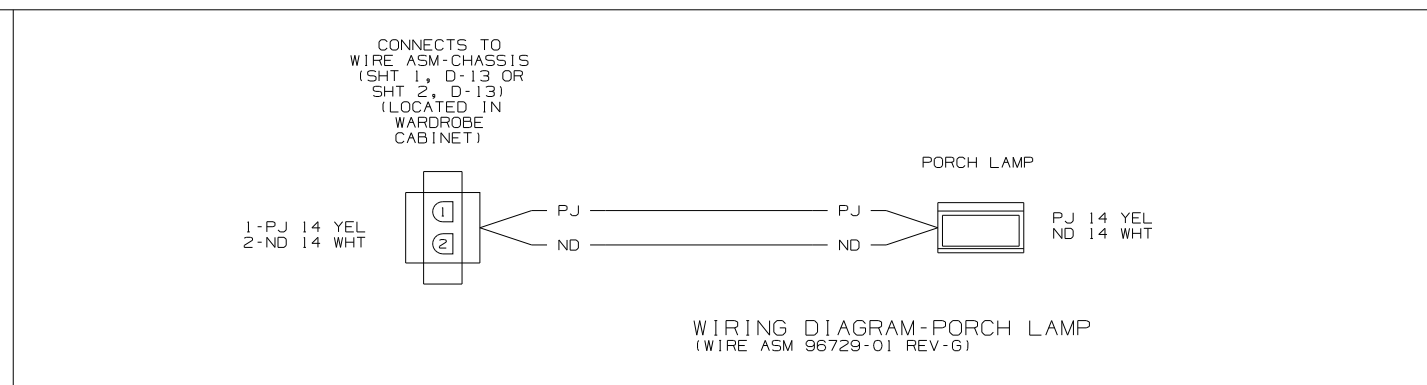 CONNECTS TO
WIRE ASM-CHASSIS
(SHT 1, D-13 OR
SHT 2, D-13)
(LOCATED IN
WARDROBE
CABINET)
PORCH LAMP
1-PJ 14 YEL
2-ND 14 WHT
1
2
PJ
ND
PJ
ND
PJ 14 YEL
ND 14 WHT
WIRING DIAGRAM-PORCH LAMP
(WIRE ASM 96729-01 REV-G)